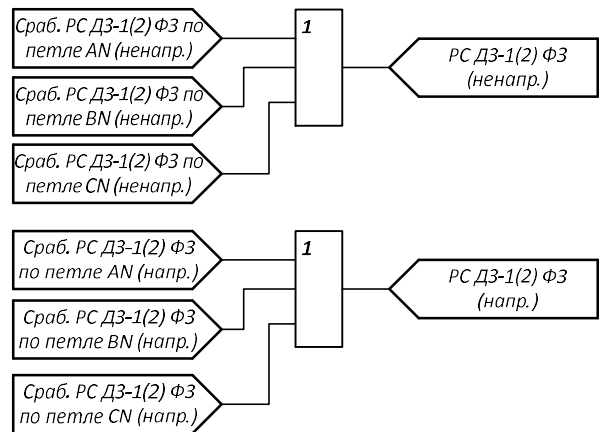 Сраб. РС ДЗ-1(2) ФЗ по
петле AN (ненапр.)
1
РС ДЗ-1(2) ФЗ
(ненапр.)
Сраб. РС ДЗ-1(2) ФЗ по
петле BN (ненапр.)
Сраб. РС ДЗ-1(2) ФЗ по
петле CN (ненапр.)
Сраб. РС ДЗ-1(2) ФЗ
по петле AN (напр.)
1
РС ДЗ-1(2) ФЗ
(напр.)
Сраб. РС ДЗ-1(2) ФЗ
по петле BN (напр.)
Сраб. РС ДЗ-1(2) ФЗ
по петле CN (напр.)